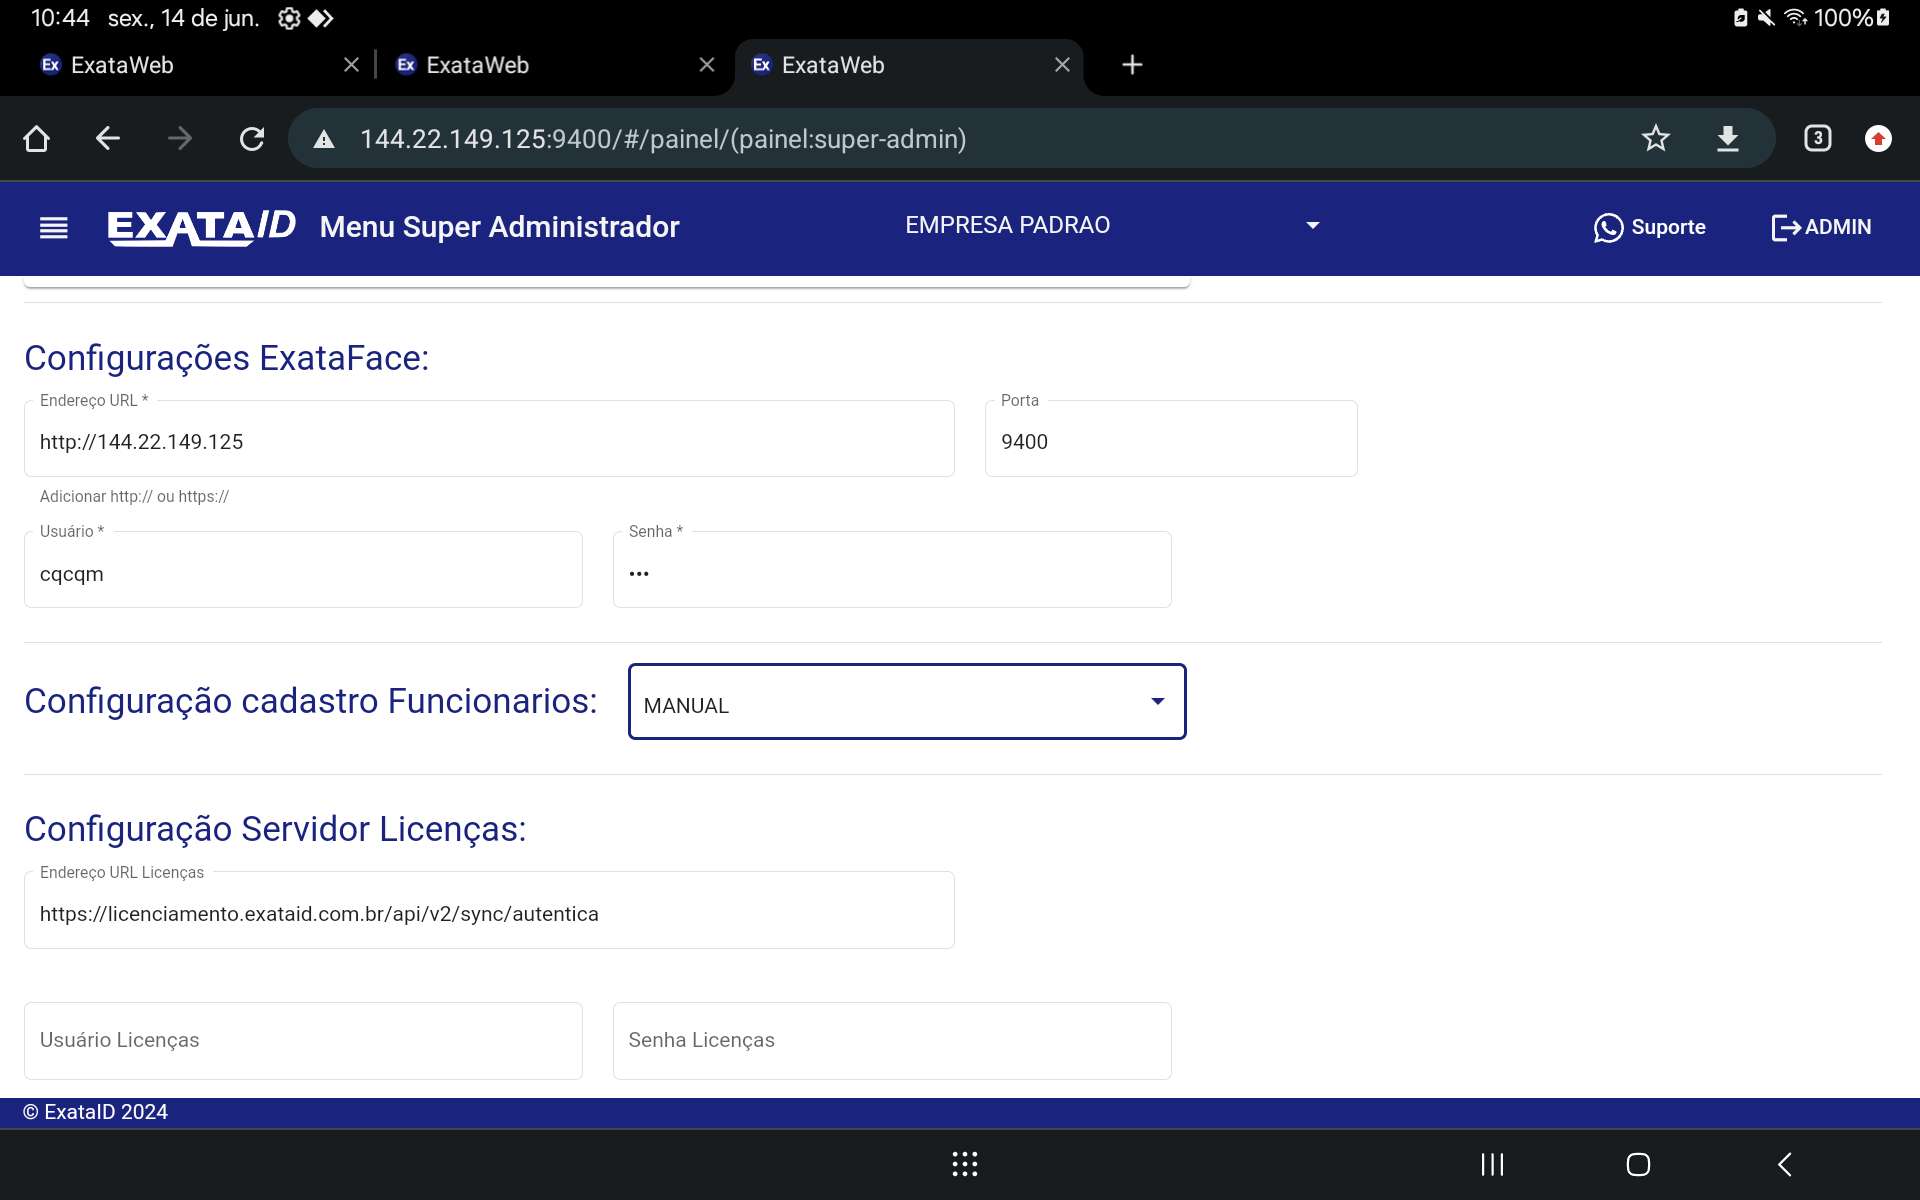 10:44 sex., 14 de jun.
100%
Ex ExataWeb
Ex ExataWeb
Ex ExataWeb
144.22.149.125:9400/#/painel/(painel:super-admin)
3
EXATAID Menu Super Administrador
EMPRESA PADRAO
Suporte
ADMIN
Configurações ExataFace:
Endereço URL *
http://144.22.149.125
Porta
9400
Adicionar http:// ou https://
Usuário *
cqcqm
Senha *
•••
Configuração cadastro Funcionarios:
MANUAL
Configuração Servidor Licenças:
Endereço URL Licenças
https://licenciamento.exataid.com.br/api/v2/sync/autentica
Usuário Licenças
Senha Licenças
© ExataID 2024